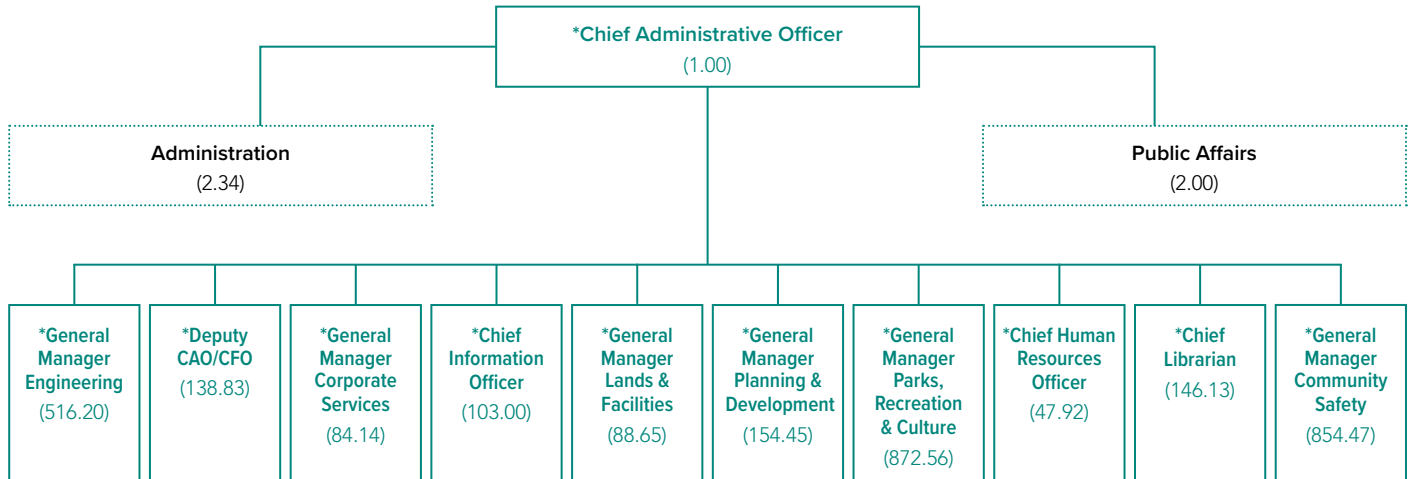 *Chief Administrative Officer
(1.00)
Administration
(2.34)
Public Affairs
(2.00)
*General
Manager
Engineering
(516.20)
*Deputy
CAO/CFO
(138.83)
*General
Manager
Corporate
Services
(84.14)
*Chief
Information
Officer
(103.00)
*General
Manager
Lands &
Facilities
(88.65)
*General
Manager
Planning &
Development
(154.45)
*General
Manager
Parks,
Recreation
& Culture
(872.56)
*Chief Human
Resources
Officer
(47.92)
*Chief
Librarian
(146.13)
*General
Manager
Community
Safety
(854.47)